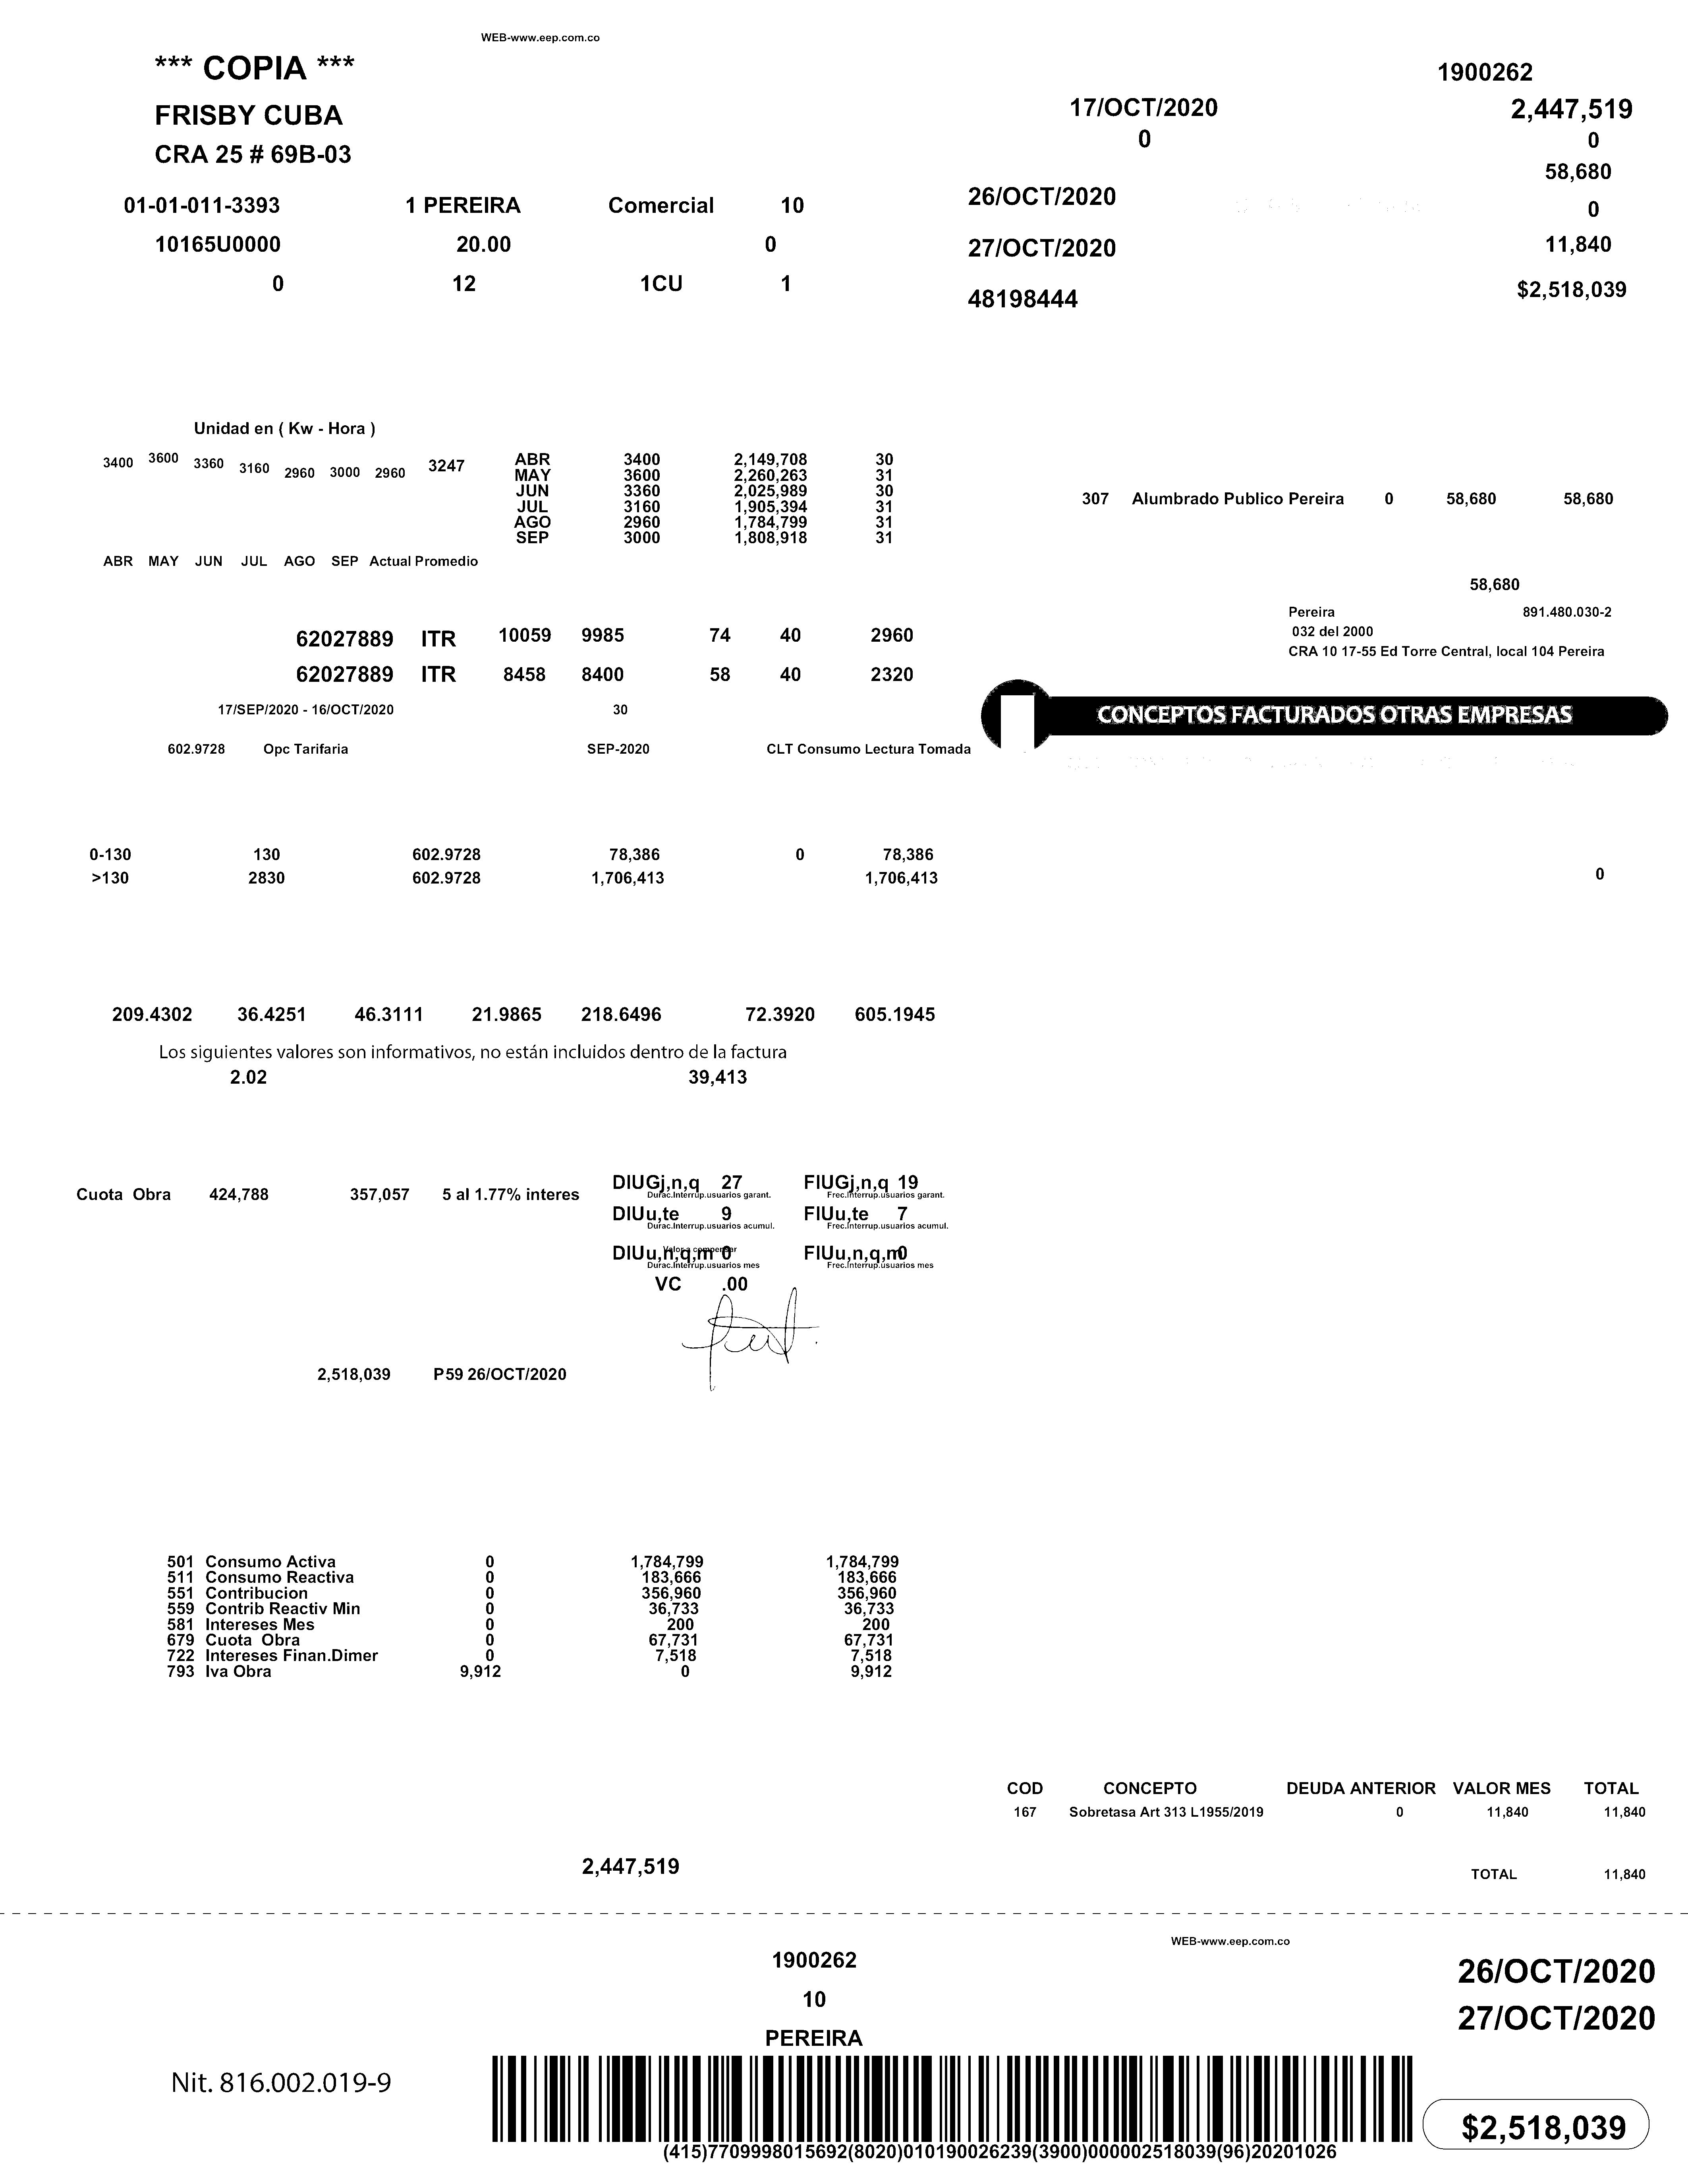 WEB-www.eep.com.co
*** COPIA ***
1900262
FRISBY CUBA
17/OCT/2020 2,447,519
0 0
CRA 25 # 69B-03
58,680
01-01-011-3393 1 PEREIRA Comercial 10 26/OCT/2020 0
10165U0000 20.00 0 27/OCT/2020 11,840
0 12 1CU 1 48198444 $2,518,039
Unidad en ( Kw - Hora )
3400 3600 3360 3160 2960 3000 2960 3247
ABR 3400 2,149,708 30
MAY 3600 2,260,263 31
JUN 3360 2,025,989 30
JUL 3160 1,905,394 31
AGO 2960 1,784,799 31
SEP 3000 1,808,918 31
307 Alumbrado Publico Pereira 0 58,680 58,680
ABR MAY JUN JUL AGO SEP Actual Promedio
58,680
Pereira 891.480.030-2
032 del 2000
CRA 10 17-55 Ed Torre Central, local 104 Pereira
62027889 ITR 10059 9985 74 40 2960
62027889 ITR 8458 8400 58 40 2320
17/SEP/2020 - 16/OCT/2020 30
CONCEPTOS FACTURADOS OTRAS EMPRESAS
602.9728 Opc Tarifaria SEP-2020 CLT Consumo Lectura Tomada
0-130 130 602.9728 78,386 0 78,386
>130 2830 602.9728 1,706,413 1,706,413
0
209.4302 36.4251 46.3111 21.9865 218.6496 72.3920 605.1945
Los siguientes valores son informativos, no están incluidos dentro de la factura
2.02 39,413
Cuota Obra 424,788 357,057 5 al 1.77% interes
DIUGj,n,q 27 FIUGj,n,q 19
Durac.Interrup.usuarios garant. Frec.Interrup.usuarios garant.
DIUu,te 9 FIUu,te 7
Durac.Interrup.usuarios acumul. Frec.Interrup.usuarios acumul.
Valor a compensar
DIUu,n,q,m 0 FIUu,n,q,m 0
Durac.Interrup.usuarios mes Frec.Interrup.usuarios mes
VC .00
2,518,039 P59 26/OCT/2020
501 Consumo Activa 0 1,784,799 1,784,799
511 Consumo Reactiva 0 183,666 183,666
551 Contribucion 0 356,960 356,960
559 Contrib Reactiv Min 0 36,733 36,733
581 Intereses Mes 0 200 200
679 Cuota Obra 0 67,731 67,731
722 Intereses Finan.Dimer 0 7,518 7,518
793 Iva Obra 9,912 0 9,912
COD CONCEPTO DEUDA ANTERIOR VALOR MES TOTAL
167 Sobretasa Art 313 L1955/2019 0 11,840 11,840
2,447,519
TOTAL 11,840
WEB-www.eep.com.co
1900262
26/OCT/2020
10
27/OCT/2020
PEREIRA
Nit. 816.002.019-9
$2,518,039
(415)7709998015692(8020)010190026239(3900)000002518039(96)20201026